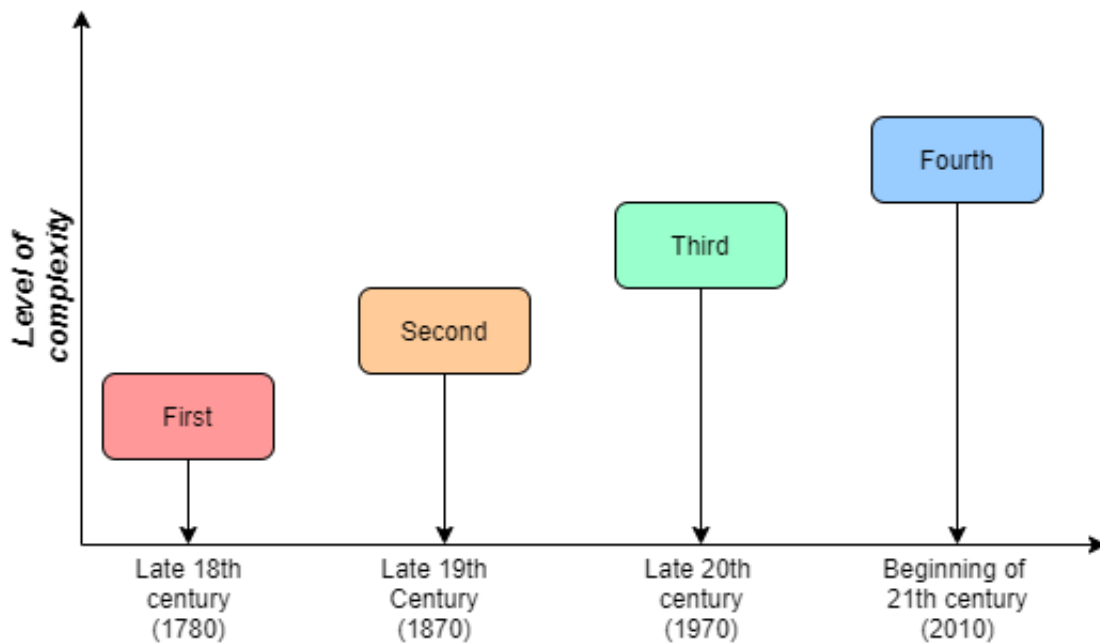 Level of
complexity
First
Second
Third
Fourth
Late 18th
century
(1780)
Late 19th
Century
(1870)
Late 20th
century
(1970)
Beginning of
21th century
(2010)